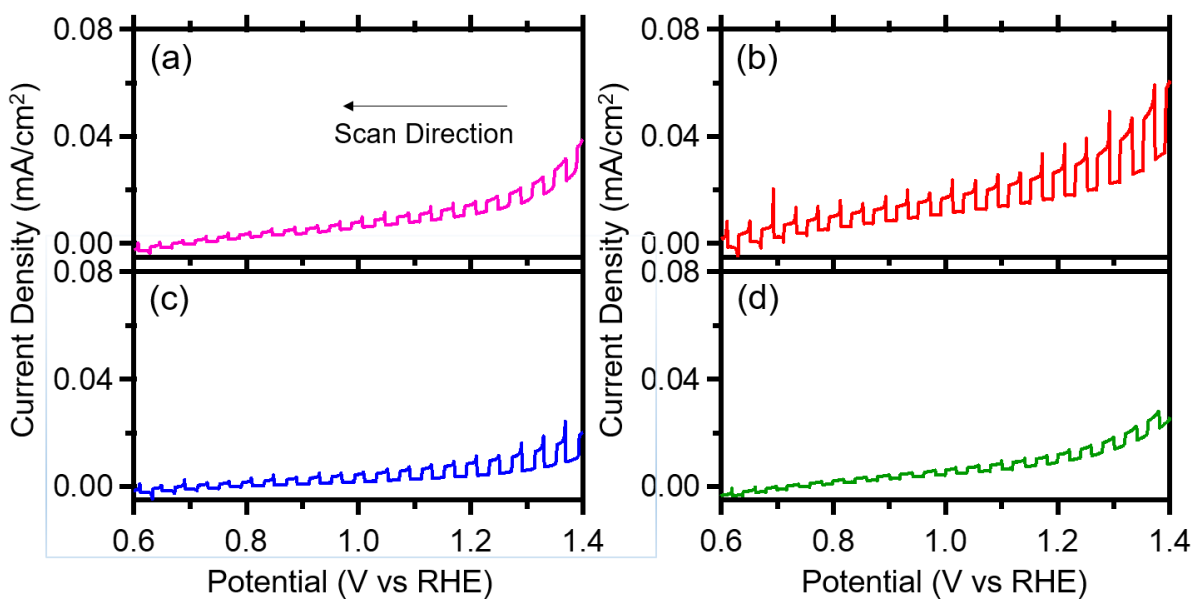 0.08
(a)
Scan Direction
0.04
0.00
Current Density (mA/cm²)
0.08
(b)
0.04
0.00
Current Density (mA/cm²)
0.08
(c)
0.04
0.00
0.6 0.8 1.0 1.2 1.4
Potential (V vs RHE)
0.08
(d)
0.04
0.00
0.6 0.8 1.0 1.2 1.4
Potential (V vs RHE)